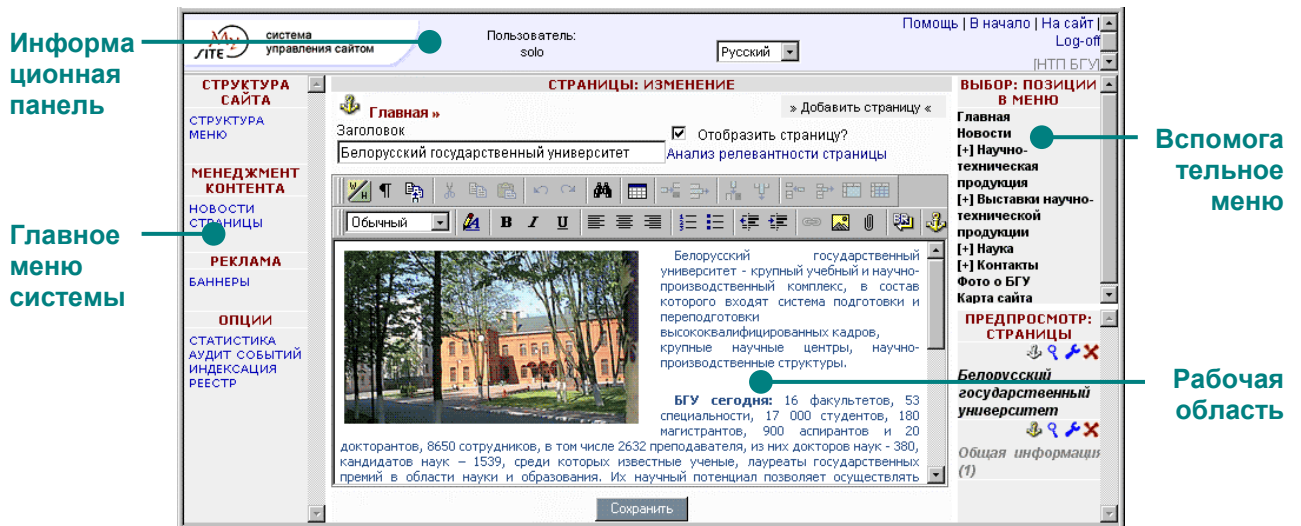 Информа
ционная
панель
Главное
меню
системы
My
SITE
система
управления сайтом
Пользователь:
solo
Русский
Помощь | В начало | На сайт |
Log-off
[НТП БГУ]
СТРУКТУРА
САЙТА
СТРУКТУРА
МЕНЮ
МЕНЕДЖМЕНТ
КОНТЕНТА
НОВОСТИ
СТРАНИЦЫ
РЕКЛАМА
БАННЕРЫ
ОПЦИИ
СТАТИСТИКА
АУДИТ СОБЫТИЙ
ИНДЕКСАЦИЯ
РЕЕСТР
СТРАНИЦЫ: ИЗМЕНЕНИЕ
Главная »
» Добавить страницу «
Заголовок
Отобразить страницу?
Белорусский государственный университет
Анализ релевантности страницы
W/H ¶
Обычный
B I U
Белорусский государственный
университет - крупный учебный и научно-
производственный комплекс, в состав
которого входят система подготовки и
переподготовки
высококвалифицированных кадров,
крупные научные центры, научно-
производственные структуры.
БГУ сегодня: 16 факультетов, 53
специальности, 17 000 студентов, 180
магистрантов, 900 аспирантов и 20
докторантов, 8650 сотрудников, в том числе 2632 преподавателя, из них докторов наук - 380,
кандидатов наук – 1539, среди которых известные ученые, лауреаты государственных
премий в области науки и образования. Их научный потенциал позволяет осуществлять
Сохранить
ВЫБОР: ПОЗИЦИИ
В МЕНЮ
Главная
Новости
[+] Научно-
техническая
продукция
[+] Выставки научно-
технической
продукции
[+] Наука
[+] Контакты
Фото о БГУ
Карта сайта
ПРЕДПРОСМОТР:
СТРАНИЦЫ
Белорусский
государственный
университет
Общая информация
(1)
Вспомога
тельное
меню
Рабочая
область